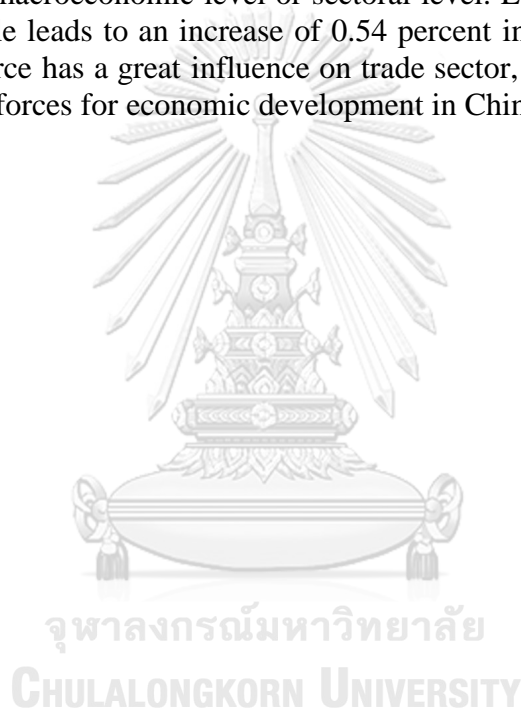 macroeconomic level or sectoral level. E
e leads to an increase of 0.54 percent in
rce has a great influence on trade sector,
forces for economic development in Chin
จุฬาลงกรณ์มหาวิทยาลัย
CHULALONGKORN UNIVERSITY